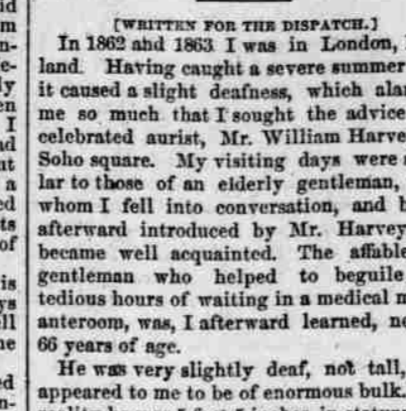 [WRITTEN FOR THE DISPATCH.]
In 1862 ahd 1863 I was in London,
land. Having caught a severe summer
it caused a slight deafness, which ala
me so much that I sought the advice
celebrated aurist, Mr. William Harve
Soho square. My visiting days were
lar to those of an elderly gentleman,
whom I fell into conversation, and b
afterward introduced by Mr. Harvey
became well acquainted. The affable
gentleman who helped to beguile
tedious hours of waiting in a medical m
anteroom, was, I afterward learned, ne
66 years of age.
He was very slightly deaf, not tall,
appeared to me to be of enormous bulk.